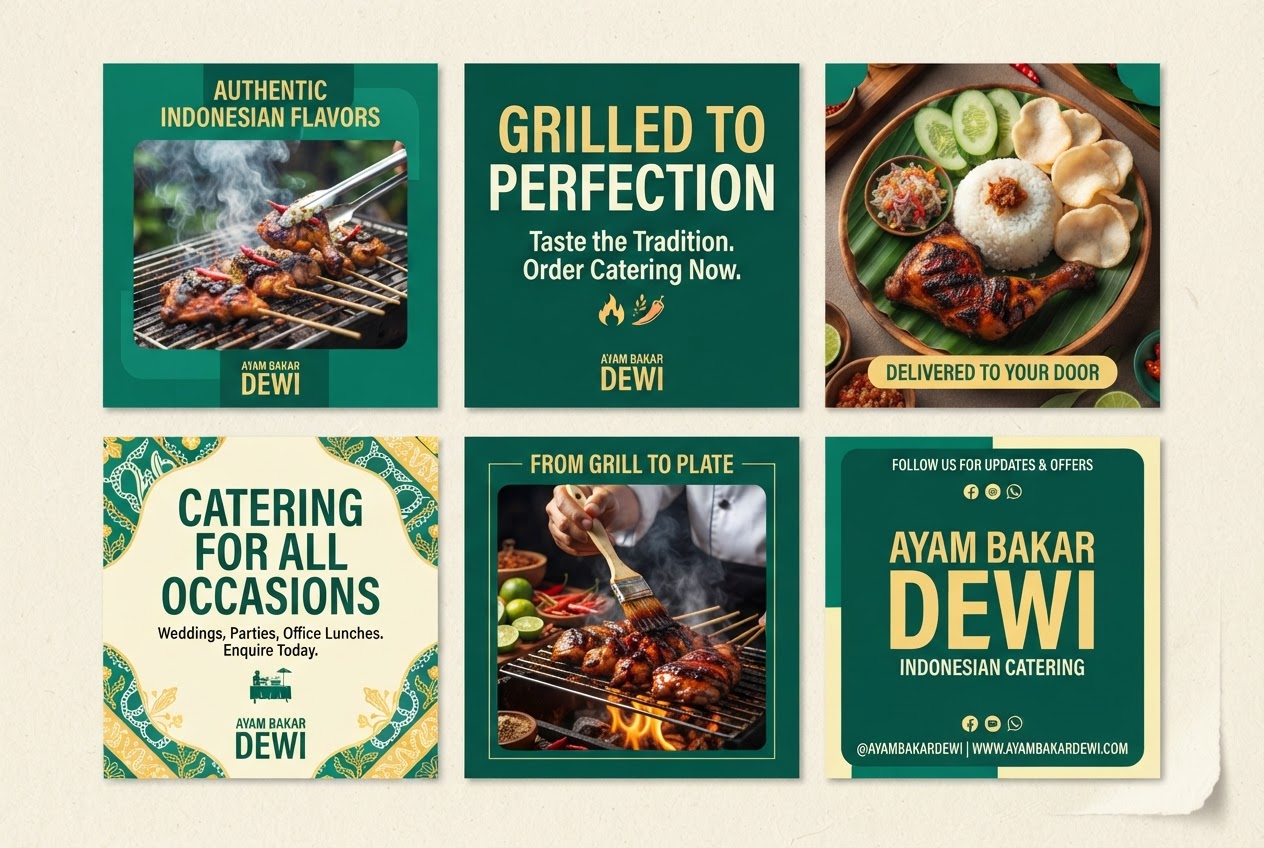 AUTHENTIC
INDONESIAN FLAVORS
AYAM BAKAR
DEWI
GRILLED TO
PERFECTION
Taste the Tradition.
Order Catering Now.
AYAM BAKAR
DEWI
DELIVERED TO YOUR DOOR
CATERING
FOR ALL
OCCASIONS
Weddings, Parties, Office Lunches.
Enquire Today.
AYAM BAKAR
DEWI
FROM GRILL TO PLATE
FOLLOW US FOR UPDATES & OFFERS
AYAM BAKAR
DEWI
INDONESIAN CATERING
@AYAMBAKARDEWI | WWW.AYAMBAKARDEWI.COM